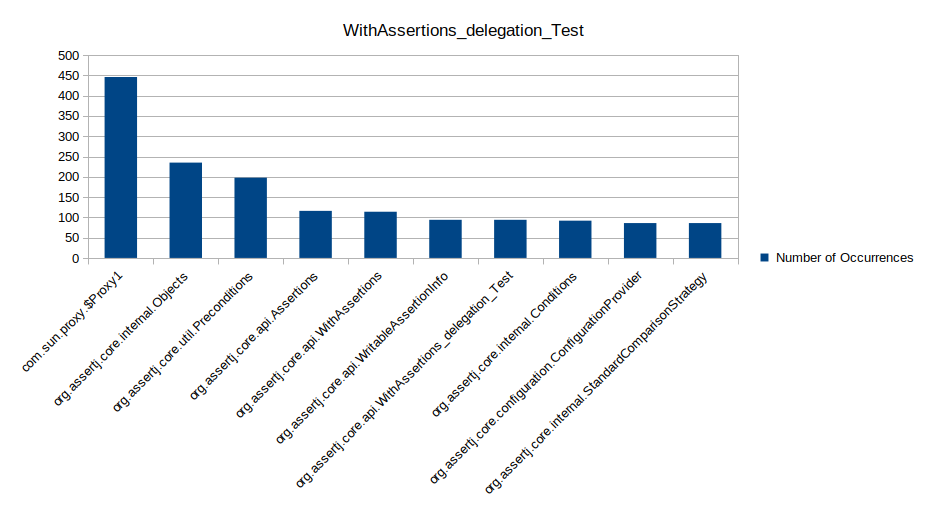 WithAssertions_delegation_Test
500
450
400
350
300
250
200
150
100
50
0
com.sun.proxy.$Proxy1
org.assertj.core.internal.Objects
org.assertj.core.util.Preconditions
org.assertj.core.api.Assertions
org.assertj.core.api.WithAssertions
org.assertj.core.api.WritableAssertionInfo
org.assertj.core.api.WithAssertions_delegation_Test
org.assertj.core.internal.Conditions
org.assertj.core.configuration.ConfigurationProvider
org.assertj.core.internal.StandardComparisonStrategy
Number of Occurrences